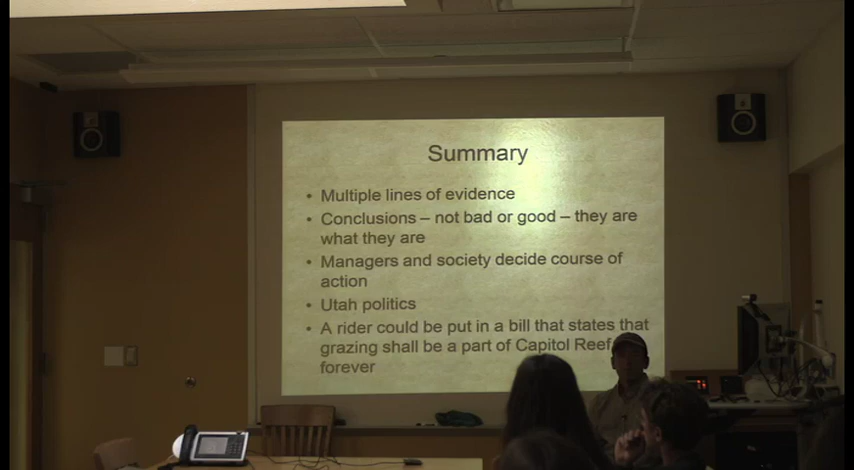 Summary
• Multiple lines of evidence
• Conclusions – not bad or good – they are
what they are
• Managers and society decide course of
action
• Utah politics
• A rider could be put in a bill that states that
grazing shall be a part of Capitol Reef
forever